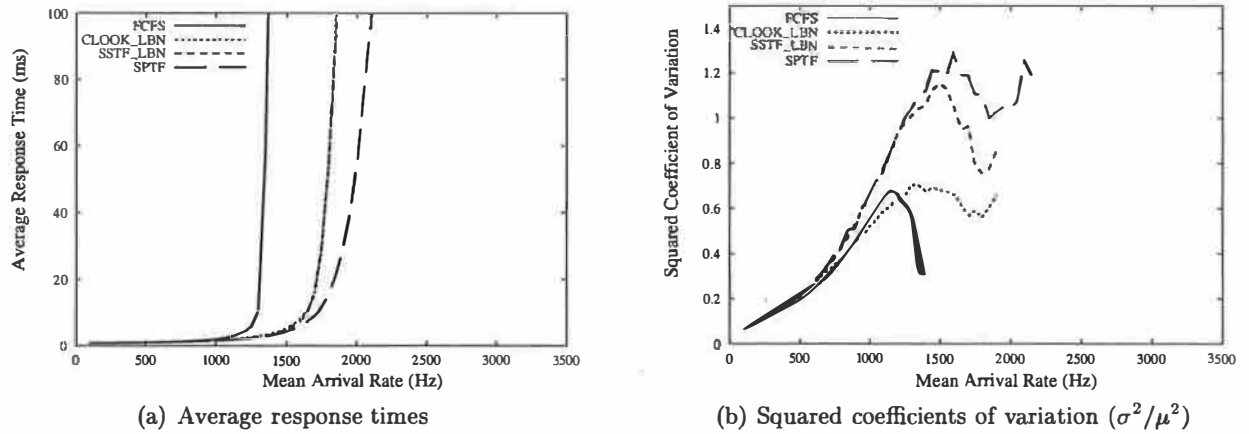 FCFS
CLOOK_LBN
SSTF_LBN
SPTF
Average Response Time (ms)
100
80
60
40
20
0
0
500
1000
1500
2000
2500
3000
3500
Mean Arrival Rate (Hz)
(a) Average response times
FCFS
CLOOK_LBN
SSTF_LBN
SPTF
Squared Coefficient of Variation
1.5
1.4
1.2
1
0.8
0.6
0.4
0.2
0
0
500
1000
1500
2000
2500
3000
3500
Mean Arrival Rate (Hz)
(b) Squared coefficients of variation (σ²/μ²)